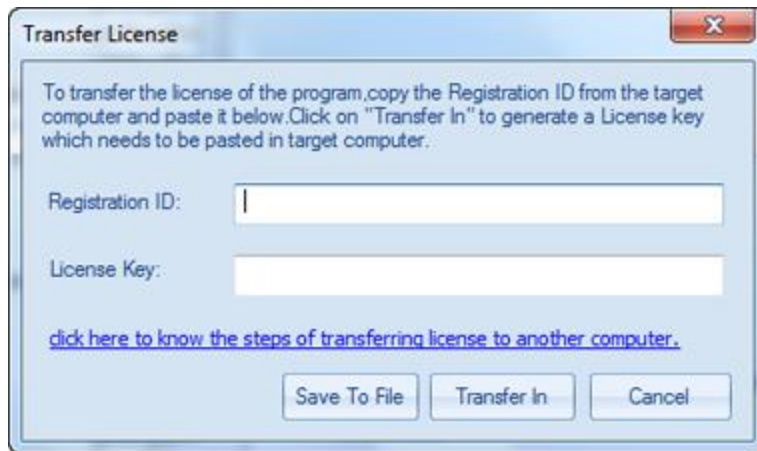 Transfer License
To transfer the license of the program,copy the Registration ID from the target
computer and paste it below.Click on "Transfer In" to generate a License key
which needs to be pasted in target computer.
Registration ID:
License Key:
click here to know the steps of transferring license to another computer.
Save To File Transfer In Cancel